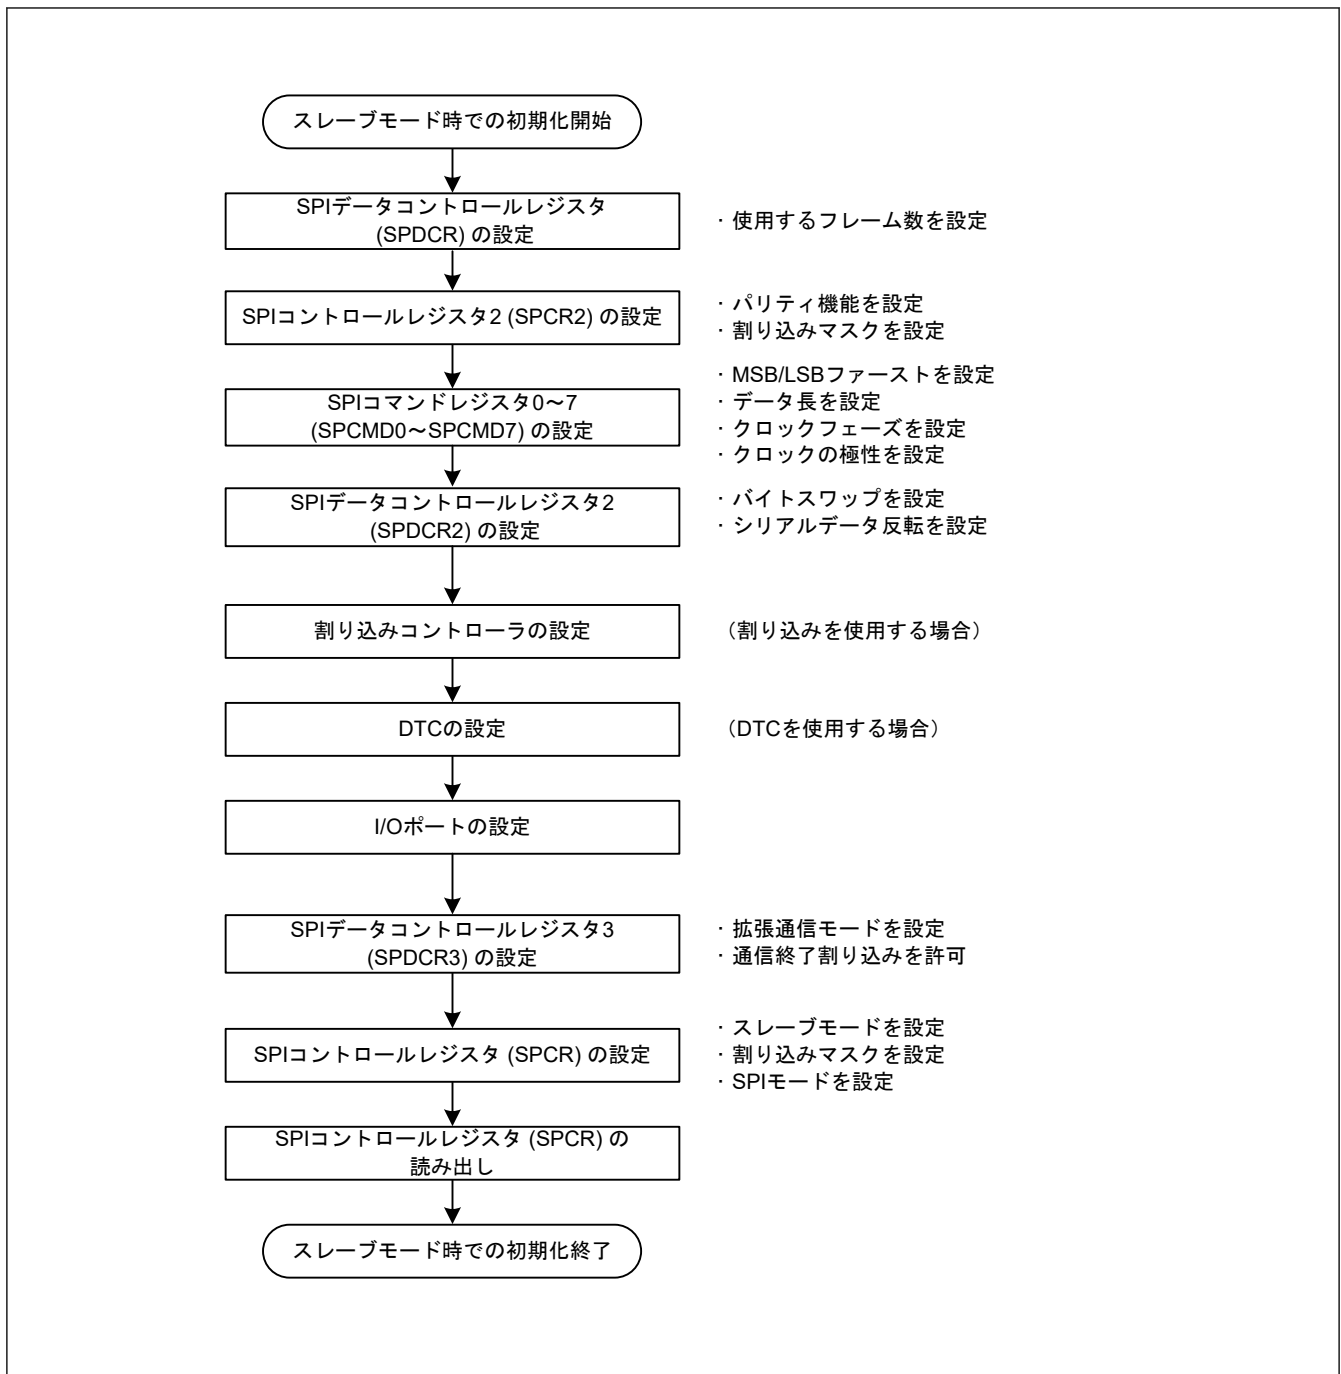 スレーブモード時での初期化開始
SPIデータコントロールレジスタ
(SPDCR) の設定
・使用するフレーム数を設定
SPIコントロールレジスタ2 (SPCR2) の設定
・パリティ機能を設定
・割り込みマスクを設定
SPIコマンドレジスタ0～7
(SPCMD0～SPCMD7) の設定
・MSB/LSBファーストを設定
・データ長を設定
・クロックフェーズを設定
・クロックの極性を設定
SPIデータコントロールレジスタ2
(SPDCR2) の設定
・バイトスワップを設定
・シリアルデータ反転を設定
割り込みコントローラの設定
（割り込みを使用する場合）
DTCの設定
（DTCを使用する場合）
I/Oポートの設定
SPIデータコントロールレジスタ3
(SPDCR3) の設定
・拡張通信モードを設定
・通信終了割り込みを許可
SPIコントロールレジスタ (SPCR) の設定
・スレーブモードを設定
・割り込みマスクを設定
・SPIモードを設定
SPIコントロールレジスタ (SPCR) の
読み出し
スレーブモード時での初期化終了